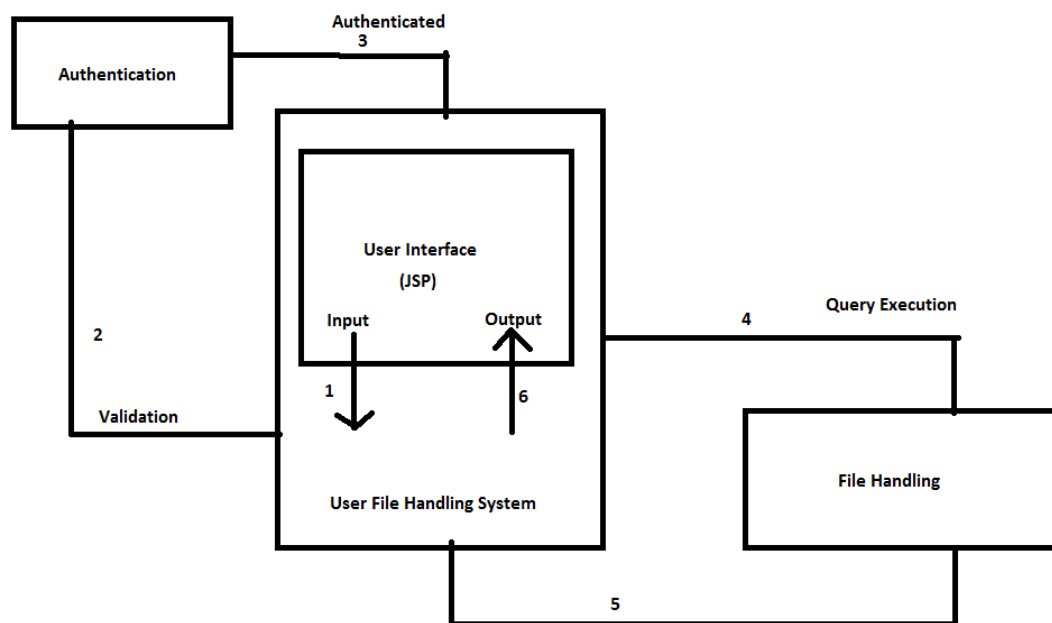 Authenticated
3
Authentication
User Interface
(JSP)
Input
Output
1
6
2
Validation
User File Handling System
Query Execution
4
File Handling
5